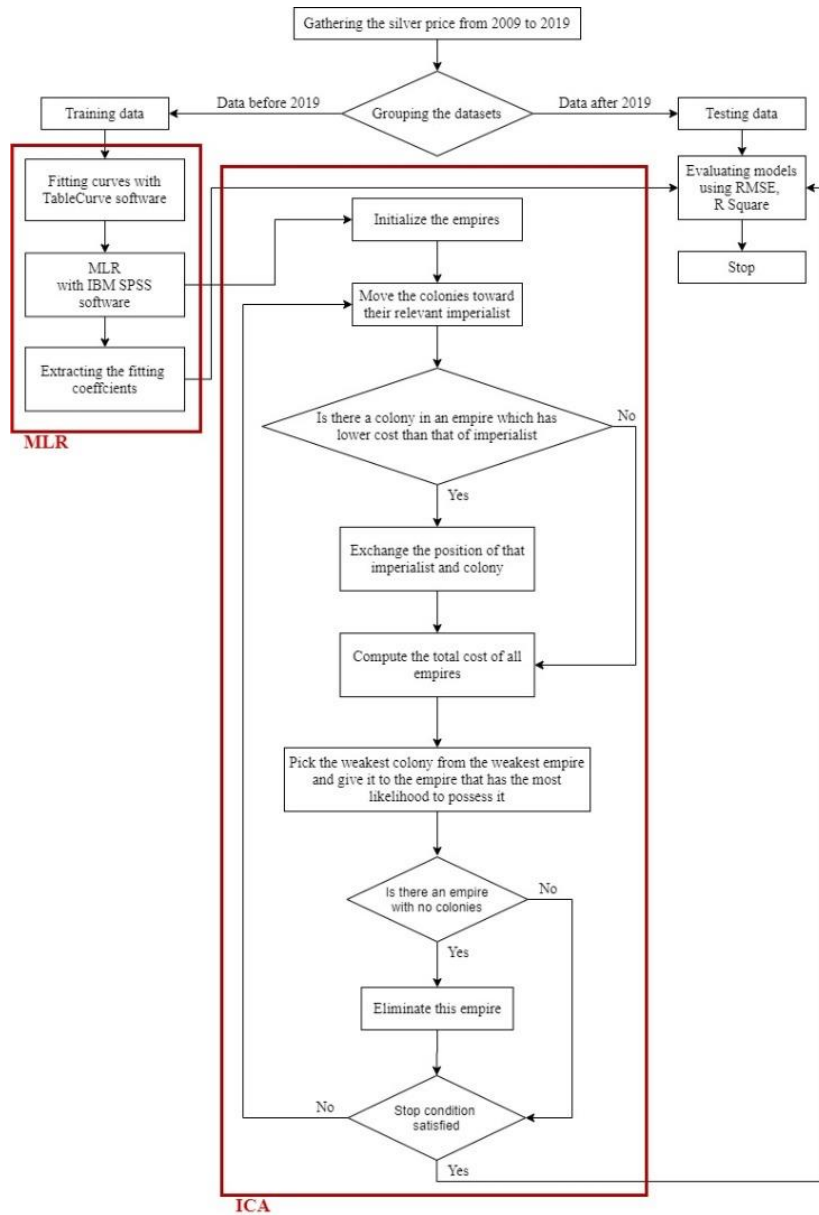 Gathering the silver price from 2009 to 2019
Data before 2019
Grouping the datasets
Data after 2019
Training data
Testing data
Fitting curves with
TableCurve software
MLR
with IBM SPSS
software
Extracting the fitting
coeffcients
MLR
Evaluating models
using RMSE,
R Square
Stop
Initialize the empires
Move the colonies toward
their relevant imperialist
Is there a colony in an empire which has
lower cost than that of imperialist
No
Yes
Exchange the position of that
imperialist and colony
Compute the total cost of all
empires
Pick the weakest colony from the weakest empire
and give it to the empire that has the most
likelihood to possess it
Is there an empire
with no colonies
No
Yes
Eliminate this empire
No
Stop condition
satisfied
Yes
ICA